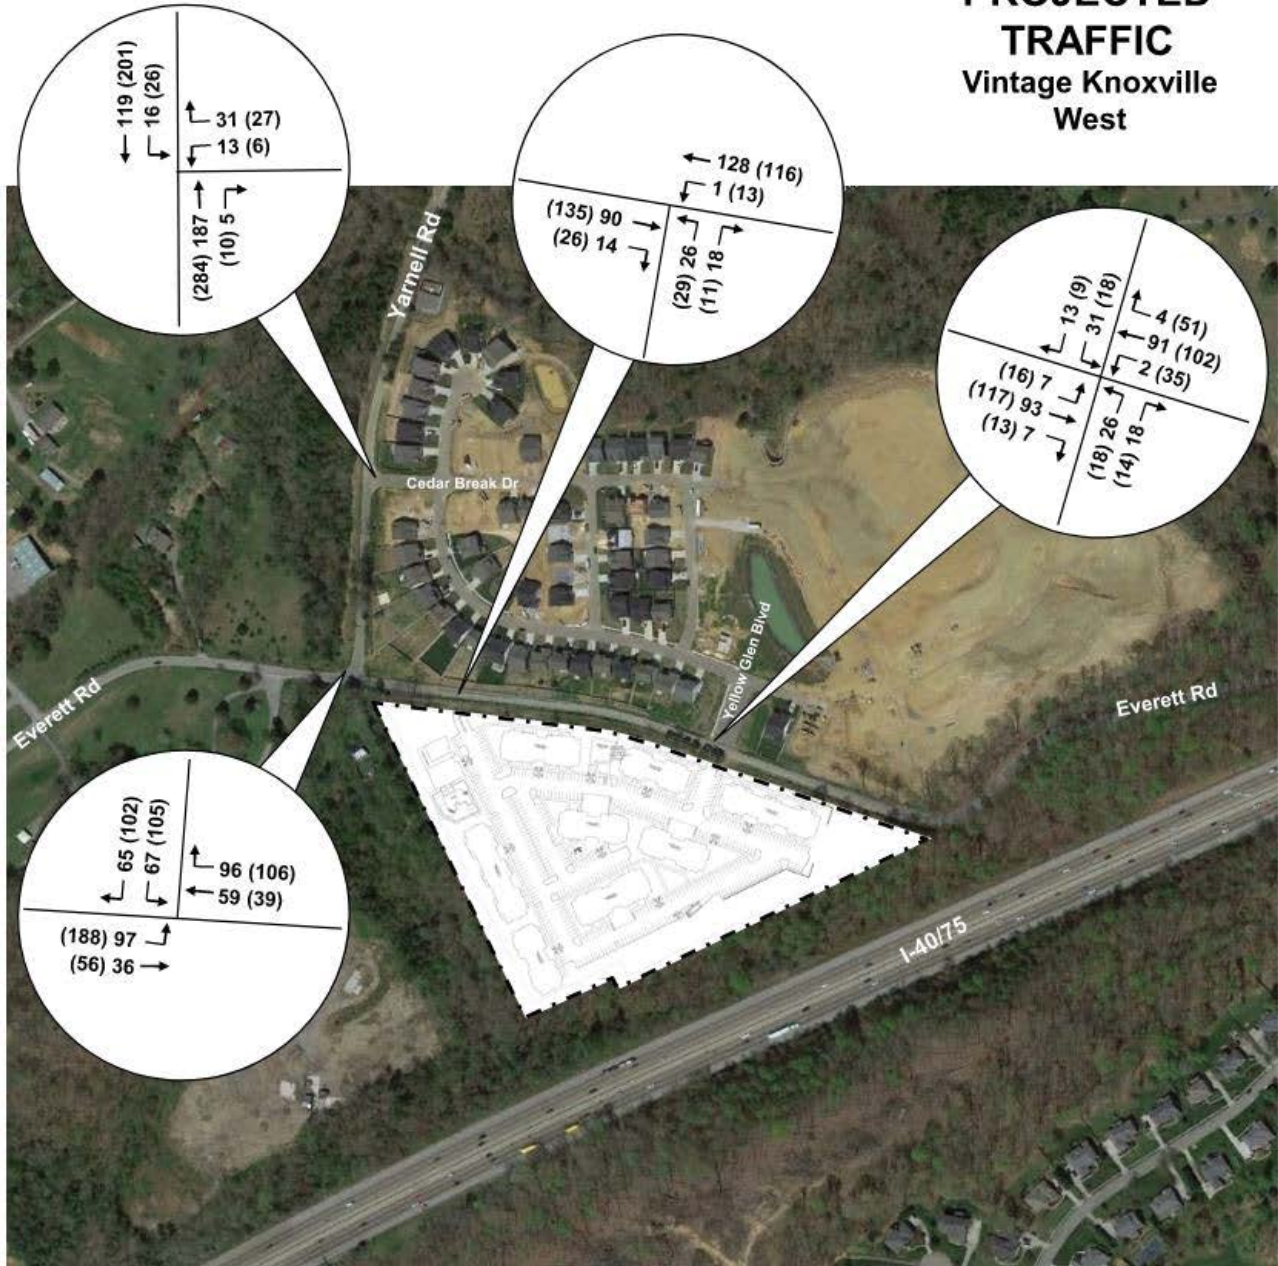 PROJECTED
TRAFFIC
Vintage Knoxville
West
119 (201)
16 (26)
31 (27)
13 (6)
(284) 187
(10) 5
128 (116)
1 (13)
(135) 90
(26) 14
(29) 26
(11) 18
13 (9)
31 (18)
4 (51)
91 (102)
2 (35)
(16) 7
(117) 93
(13) 7
(18) 26
(14) 18
Yarnell Rd
Cedar Break Dr
Yellow Glen Blvd
Everett Rd
Everett Rd
65 (102)
67 (105)
96 (106)
59 (39)
(188) 97
(56) 36
I-40/75